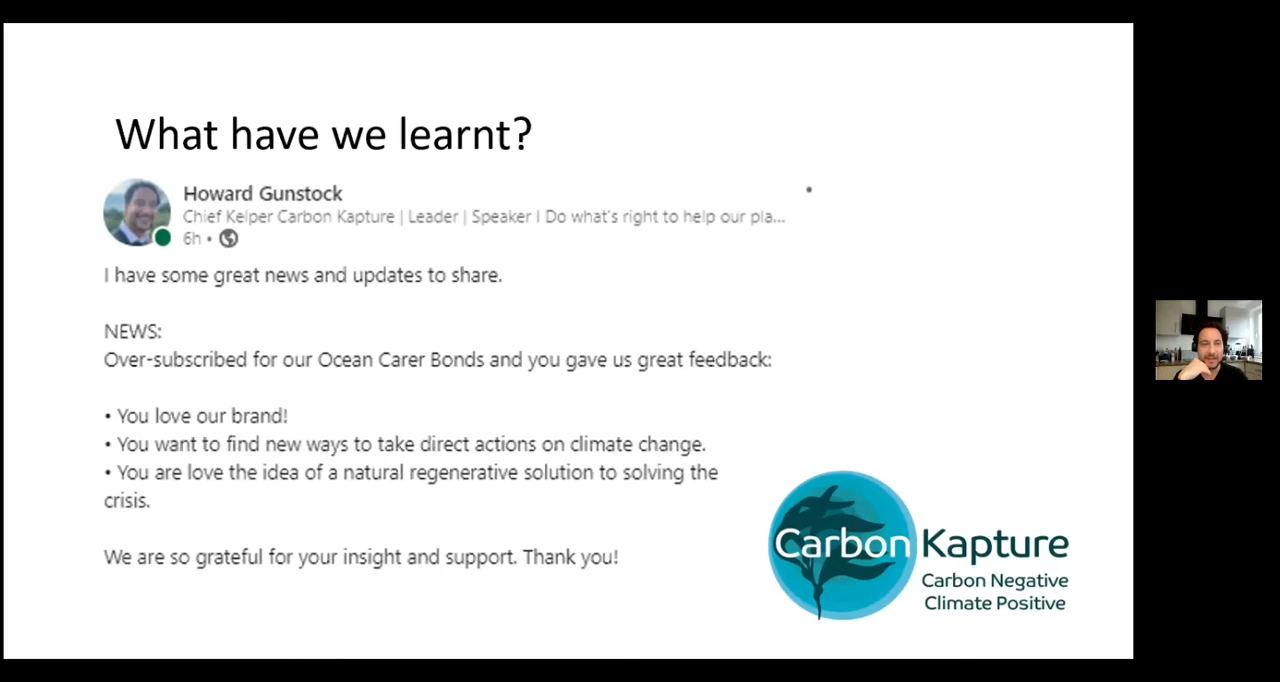 What have we learnt?
Howard Gunstock
Chief Kelper Carbon Kapture | Leader | Speaker I Do what's right to help our pla...
6h •
I have some great news and updates to share.
NEWS:
Over-subscribed for our Ocean Carer Bonds and you gave us great feedback:
• You love our brand!
• You want to find new ways to take direct actions on climate change.
• You are love the idea of a natural regenerative solution to solving the
crisis.
We are so grateful for your insight and support. Thank you!
Carbon Kapture
Carbon Negative
Climate Positive